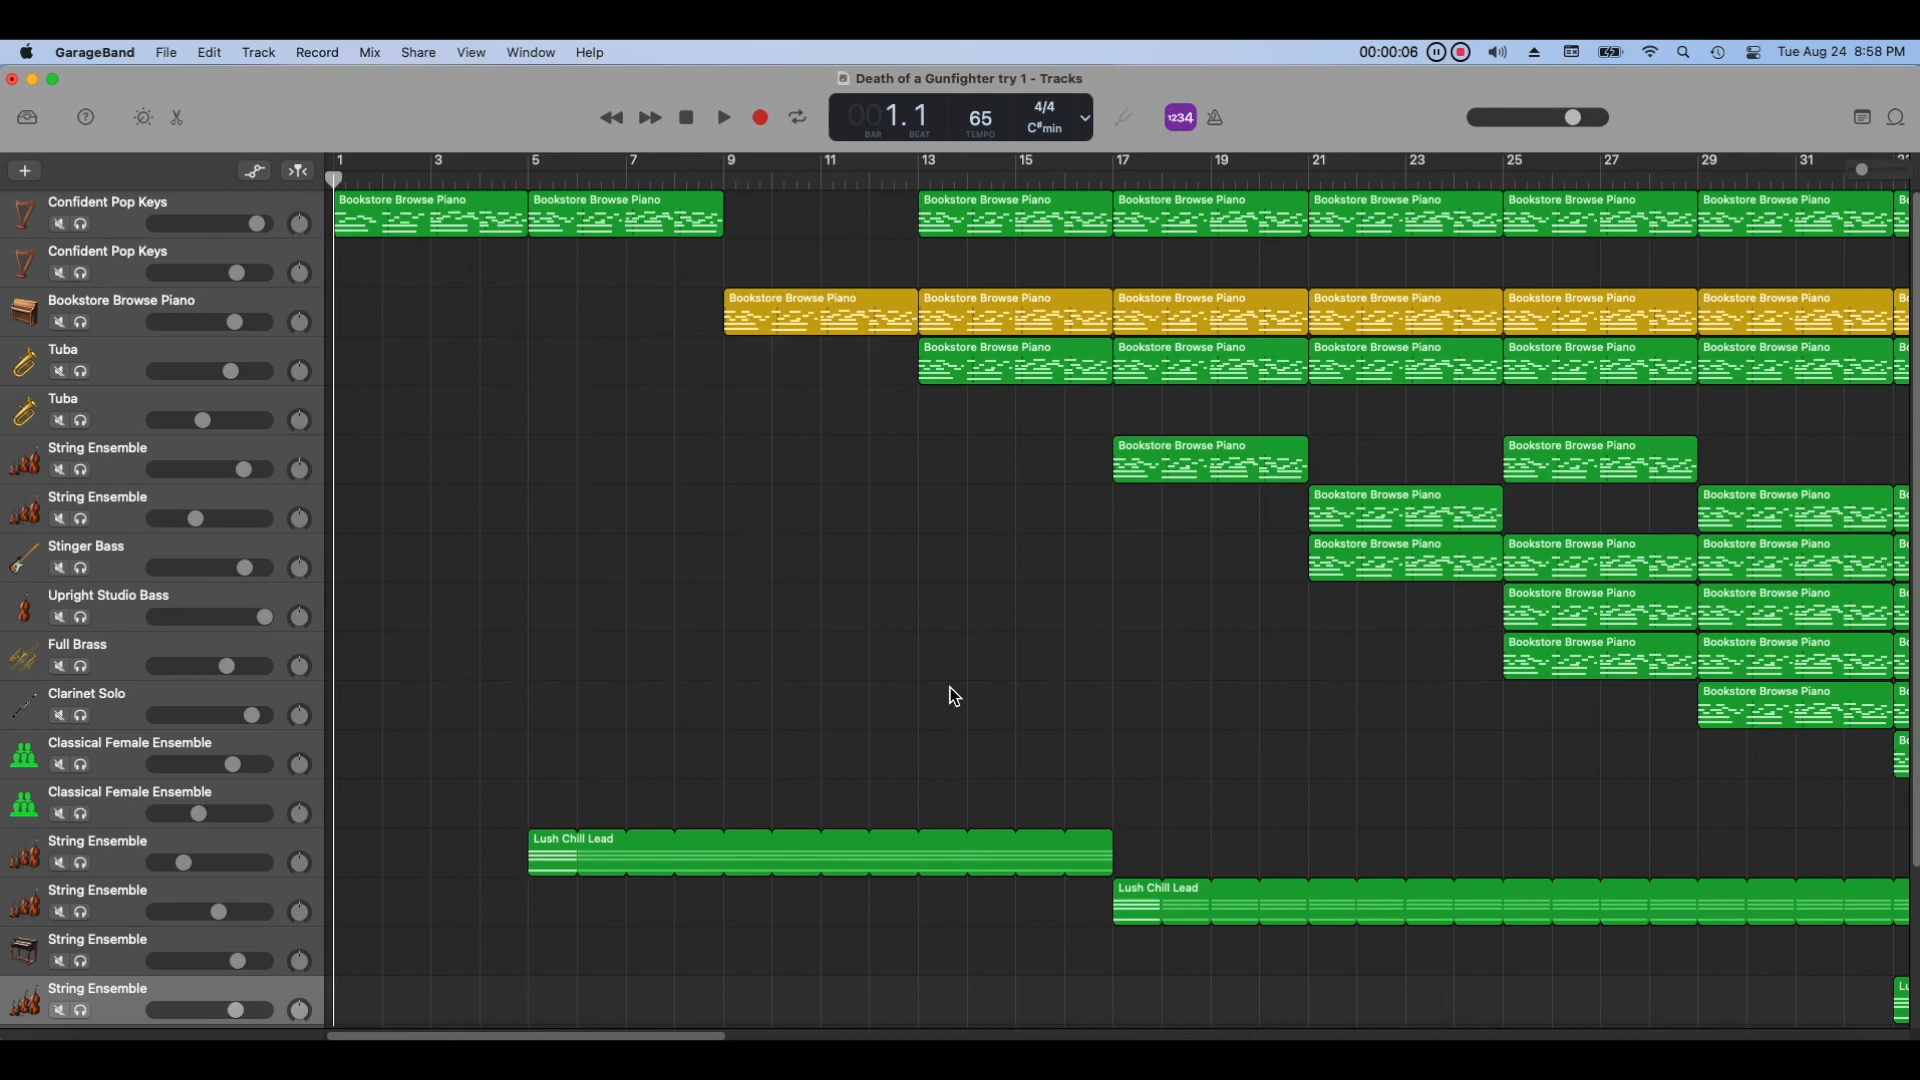 GarageBand File Edit Track Record Mix Share View Window Help 00:00:06 Tue Aug 24 8:58 PM
Death of a Gunfighter try 1 - Tracks
001.1 65 4/4
BAR BEAT TEMPO C#min
1234
1 3 5 7 9 11 13 15 17 19 21 23 25 27 29 31
Confident Pop Keys
Bookstore Browse Piano Bookstore Browse Piano Bookstore Browse Piano Bookstore Browse Piano Bookstore Browse Piano Bookstore Browse Piano Bookstore Browse Piano
Confident Pop Keys
Bookstore Browse Piano
Bookstore Browse Piano Bookstore Browse Piano Bookstore Browse Piano Bookstore Browse Piano Bookstore Browse Piano Bookstore Browse Piano
Tuba
Bookstore Browse Piano Bookstore Browse Piano Bookstore Browse Piano Bookstore Browse Piano Bookstore Browse Piano
Tuba
String Ensemble
Bookstore Browse Piano Bookstore Browse Piano
String Ensemble
Bookstore Browse Piano Bookstore Browse Piano
Stinger Bass
Bookstore Browse Piano Bookstore Browse Piano Bookstore Browse Piano
Upright Studio Bass
Bookstore Browse Piano Bookstore Browse Piano
Full Brass
Bookstore Browse Piano Bookstore Browse Piano
Clarinet Solo
Bookstore Browse Piano
Classical Female Ensemble
Classical Female Ensemble
String Ensemble
Lush Chill Lead
String Ensemble
Lush Chill Lead
String Ensemble
String Ensemble